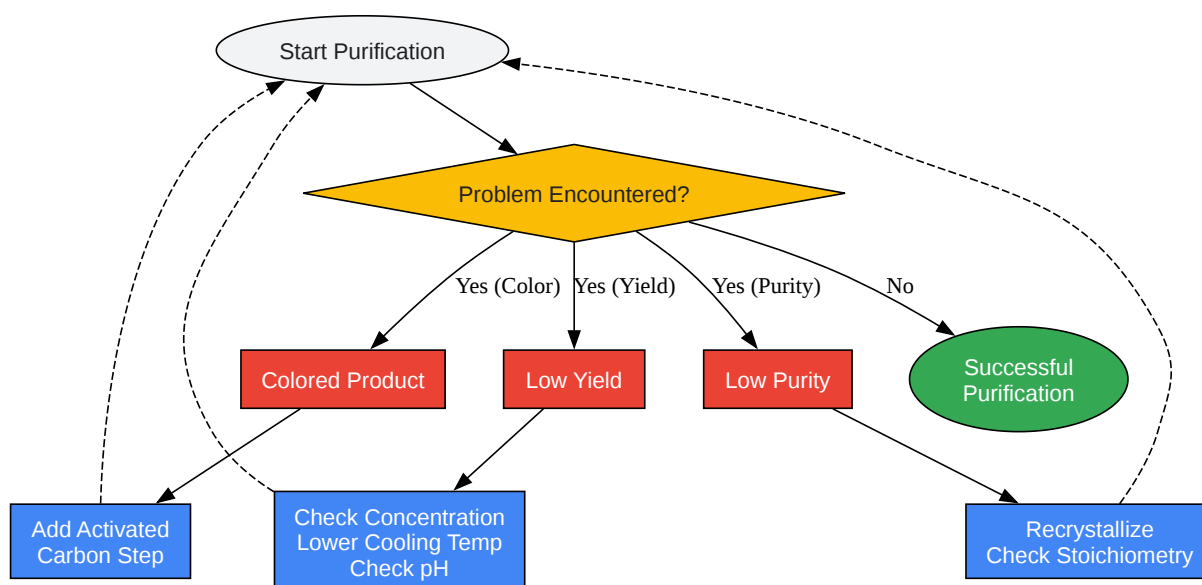 Start Purification
Problem Encountered?
Yes (Color)
Yes (Yield)
Yes (Purity)
No
Colored Product
Low Yield
Low Purity
Successful
Purification
Add Activated
Carbon Step
Check Concentration
Lower Cooling Temp
Check pH
Recrystallize
Check Stoichiometry